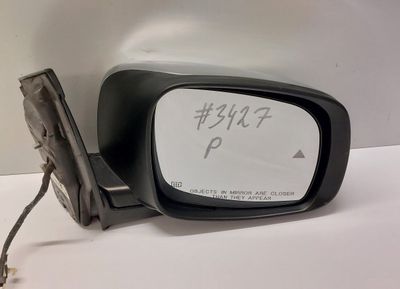 #3427
P
OBJECTS IN MIRROR ARE CLOSER
THAN THEY APPEAR